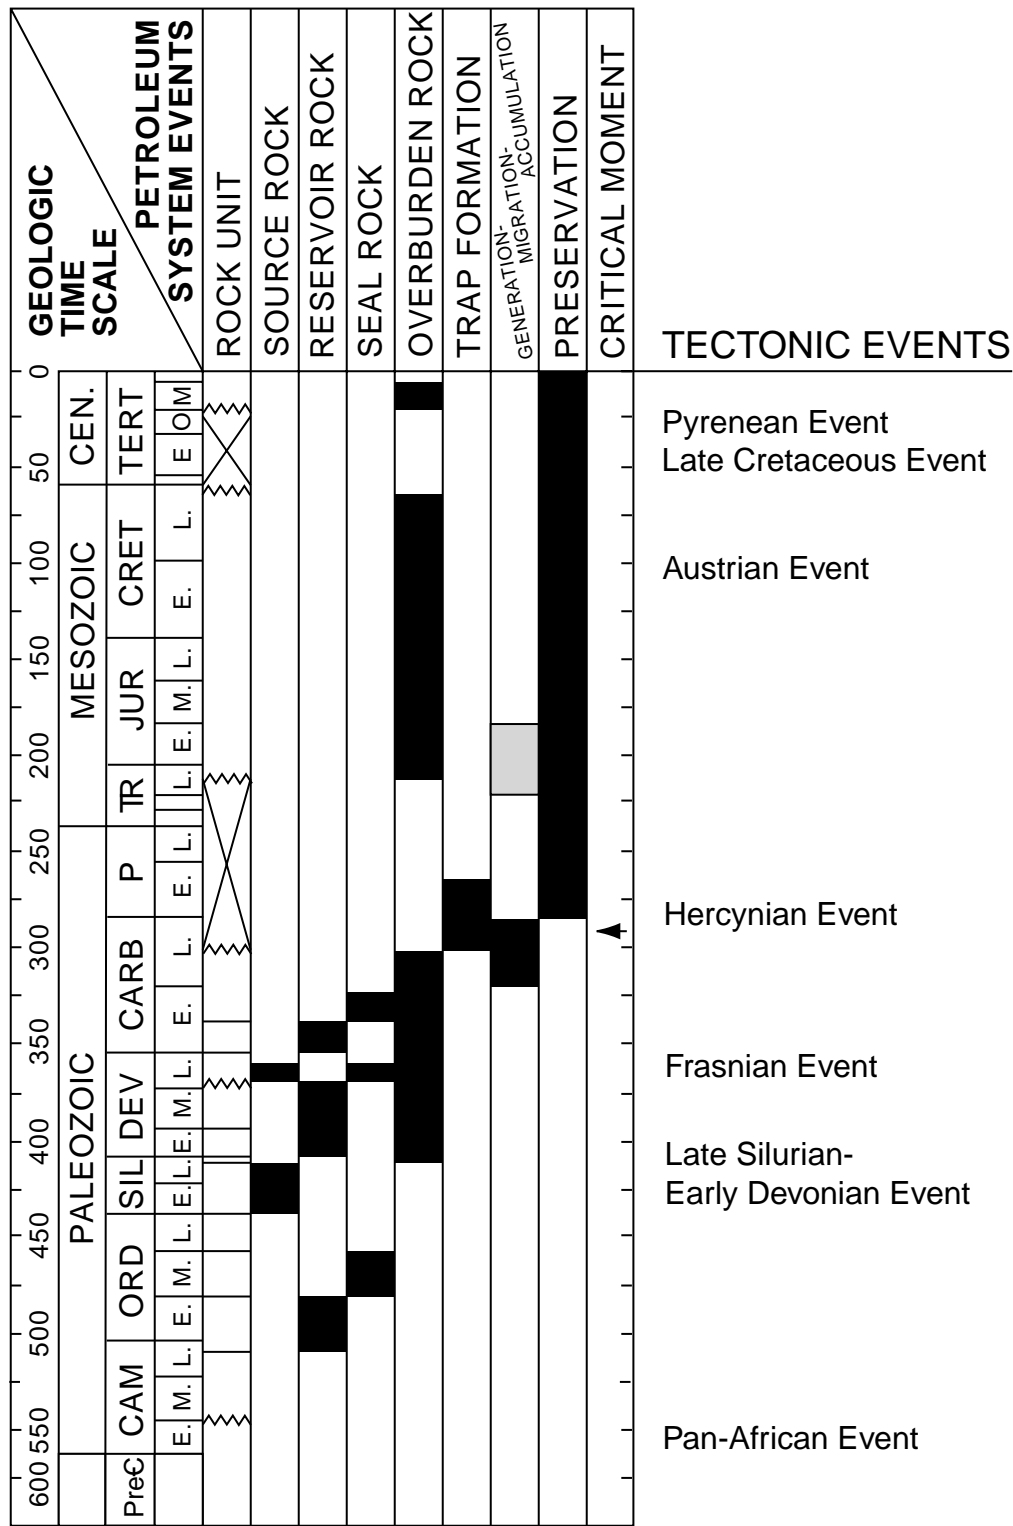 GEOLOGIC
TIME
SCALE
PETROLEUM
SYSTEM EVENTS
ROCK UNIT
SOURCE ROCK
RESERVOIR ROCK
SEAL ROCK
OVERBURDEN ROCK
TRAP FORMATION
GENERATION-
MIGRATION-
ACCUMULATION
PRESERVATION
CRITICAL MOMENT
TECTONIC EVENTS
0
50
100
150
200
250
300
350
400
450
500
550
600
CEN.
MESOZOIC
PALEOZOIC
TERT
CRET
JUR
TR
P
CARB
DEV
SIL
ORD
CAM
Pre€
M
O
E
L.
E.
L.
M.
E.
L.
L.
E.
L.
E.
L.
M.
E.
L.
E.
L.
M.
E.
L.
M.
E.
Pyrenean Event
Late Cretaceous Event
Austrian Event
Hercynian Event
Frasnian Event
Late Silurian-
Early Devonian Event
Pan-African Event